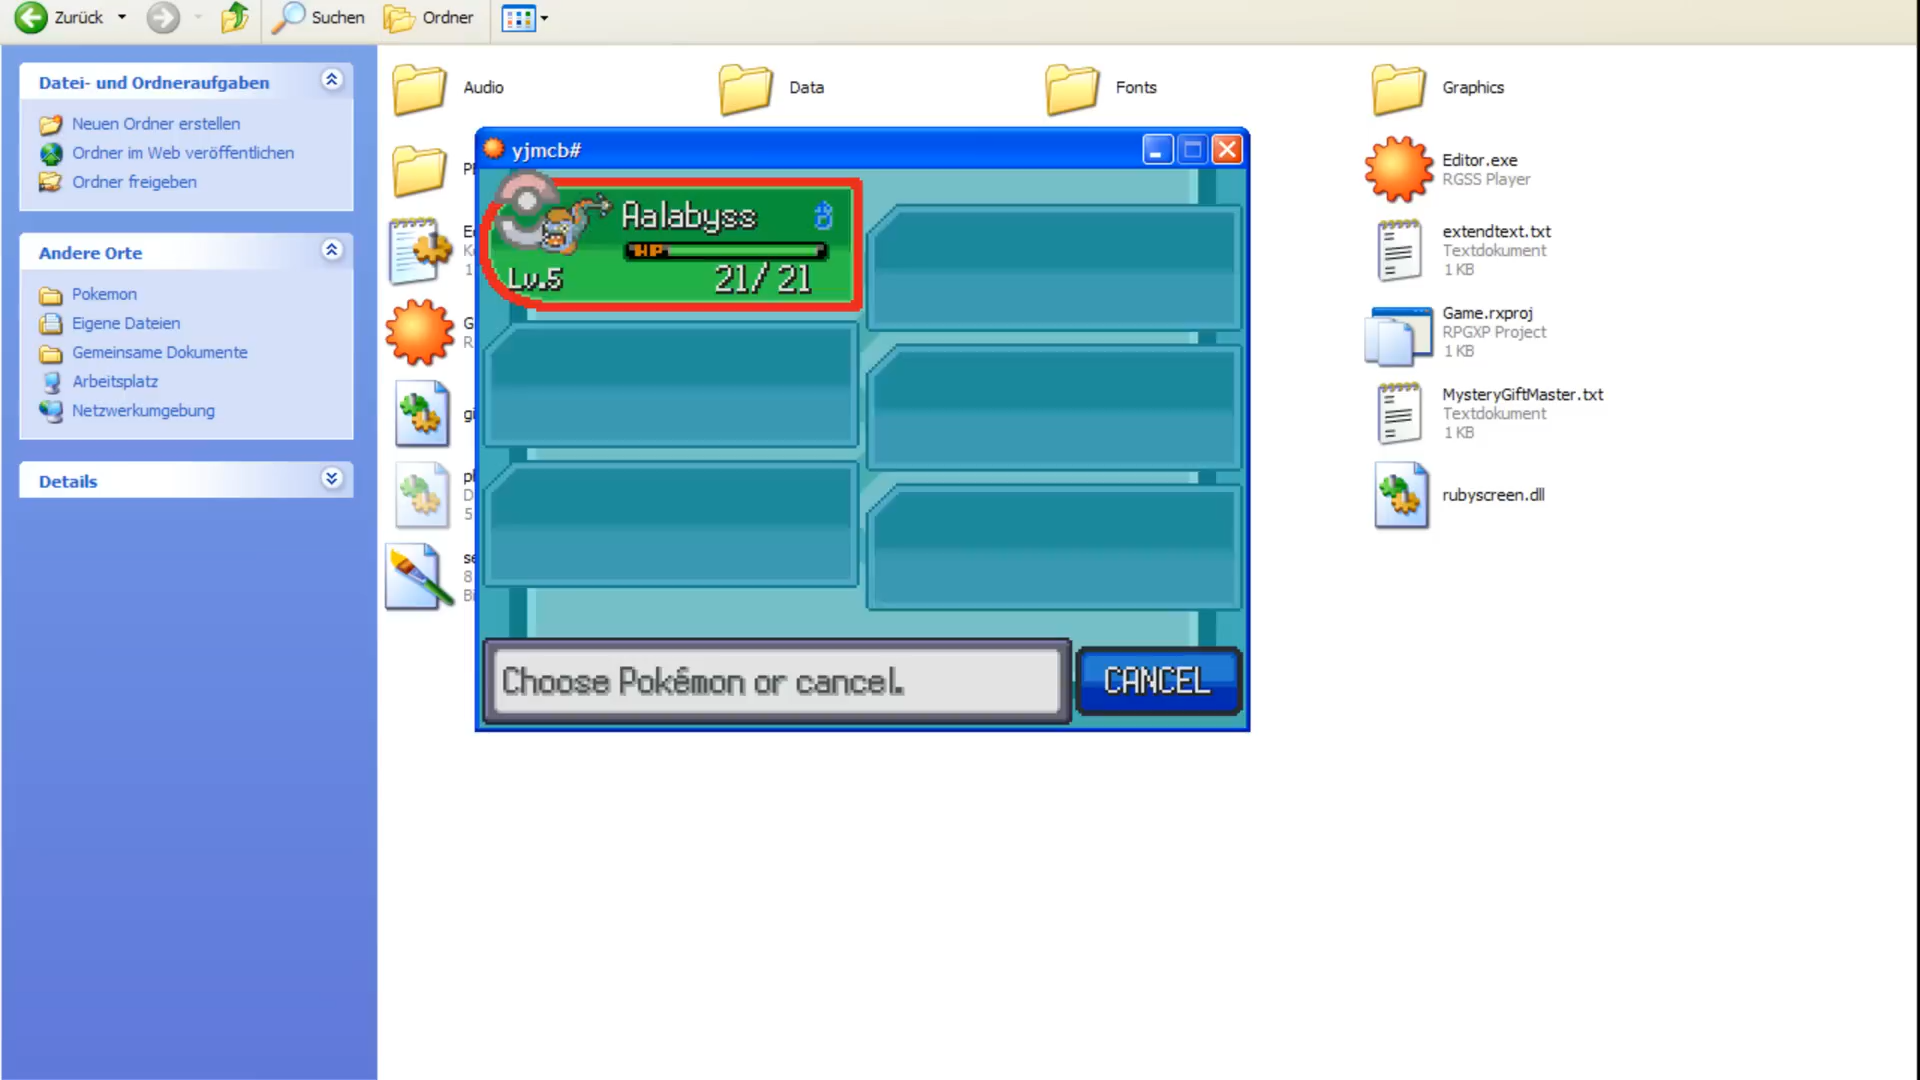 Zurück
Suchen
Ordner
Datei- und Ordneraufgaben
Neuen Ordner erstellen
Ordner im Web veröffentlichen
Ordner freigeben
Andere Orte
Pokemon
Eigene Dateien
Gemeinsame Dokumente
Arbeitsplatz
Netzwerkumgebung
Details
Audio
Data
Fonts
Graphics
Editor.exe
RGSS Player
extendtext.txt
Textdokument
1 KB
Game.rxproj
RPGXP Project
1 KB
MysteryGiftMaster.txt
Textdokument
1 KB
rubyscreen.dll
yjmcb#
Aalabyss
HP
Lv.5
21/ 21
Choose Pokémon or cancel.
CANCEL